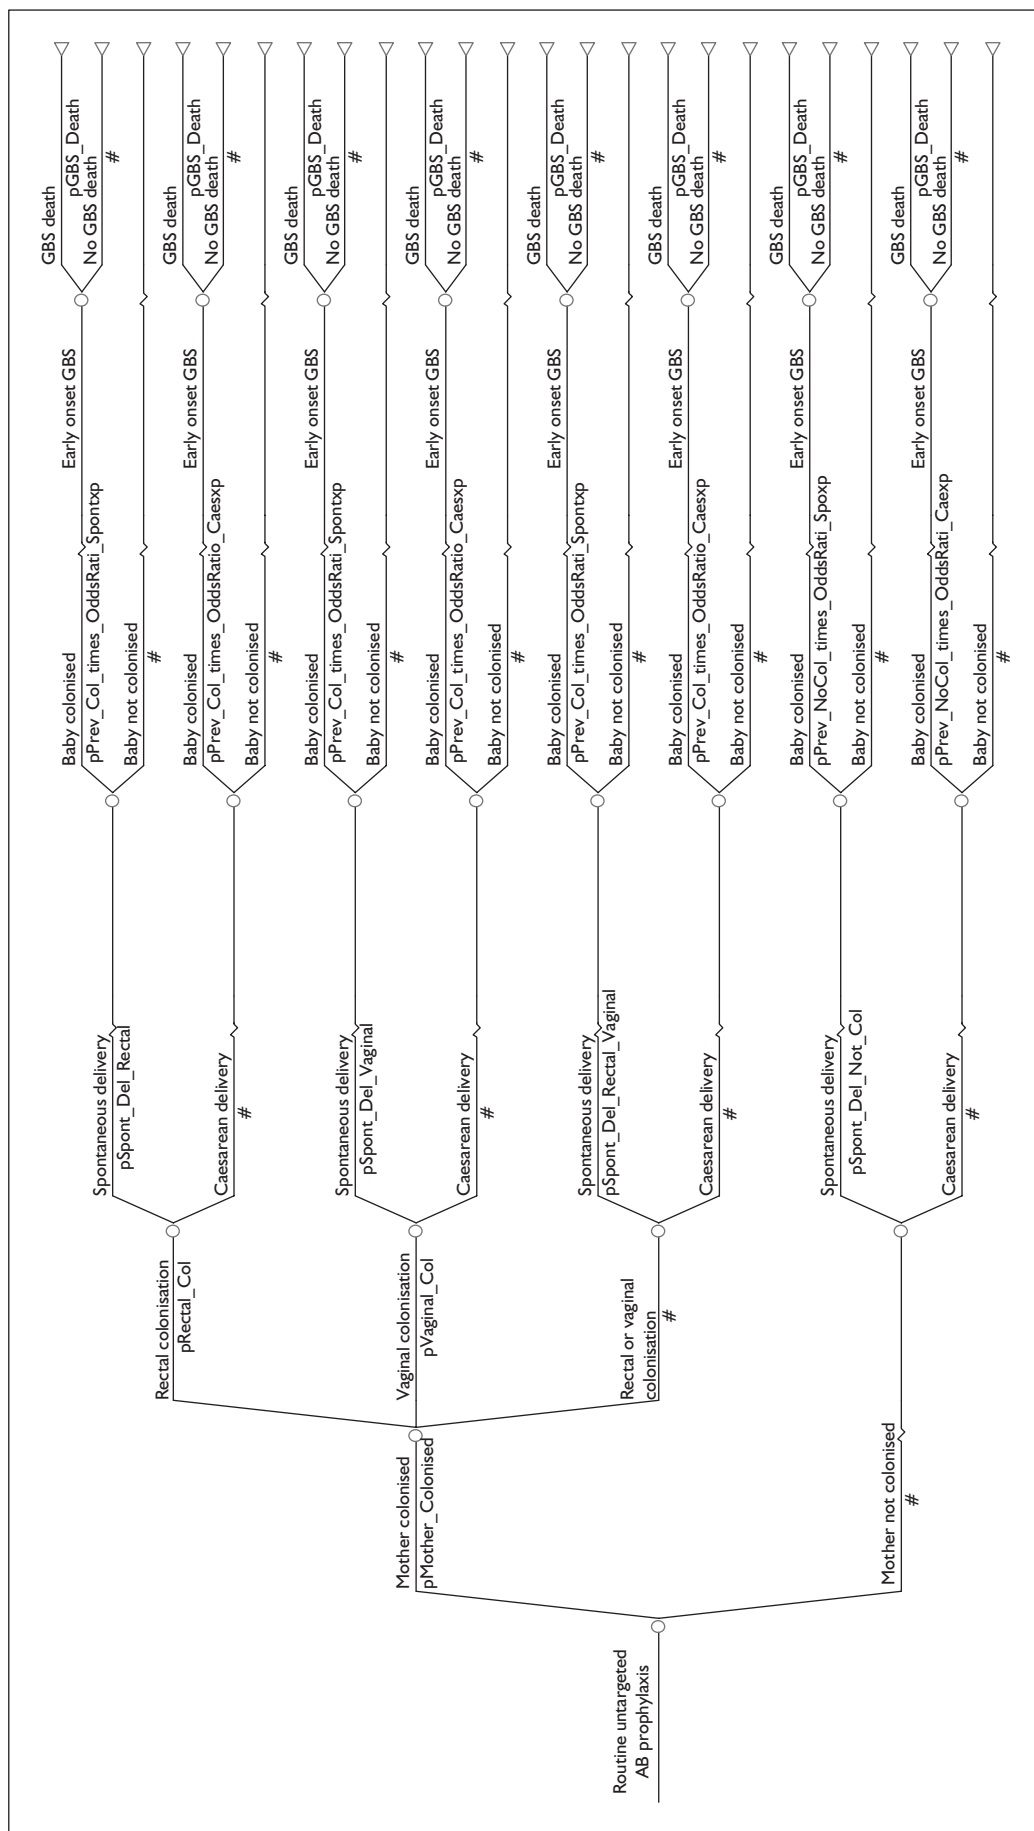 Routine untargeted
AB prophylaxis
Mother colonised
pMother_Colonised
Rectal colonisation
pRectal_Col
Spontaneous delivery
pSpont_Del_Rectal
Baby colonised
pPrev_Col_times_OddsRati_Spontxp
Early onset GBS
GBS death
pGBS_Death
No GBS death
#
Baby not colonised
#
Caesarean delivery
#
Baby colonised
pPrev_Col_times_OddsRatio_Caesxp
Early onset GBS
GBS death
pGBS_Death
No GBS death
#
Baby not colonised
#
Vaginal colonisation
pVaginal_Col
Spontaneous delivery
pSpont_Del_Vaginal
Baby colonised
pPrev_Col_times_OddsRati_Spontxp
Early onset GBS
GBS death
pGBS_Death
No GBS death
#
Baby not colonised
#
Caesarean delivery
#
Baby colonised
pPrev_Col_times_OddsRatio_Caesxp
Early onset GBS
GBS death
pGBS_Death
No GBS death
#
Baby not colonised
#
Rectal or vaginal
colonisation
#
Spontaneous delivery
pSpont_Del_Rectal_Vaginal
Baby colonised
pPrev_Col_times_OddsRati_Spontxp
Early onset GBS
GBS death
pGBS_Death
No GBS death
#
Baby not colonised
#
Caesarean delivery
#
Baby colonised
pPrev_Col_times_OddsRatio_Caesxp
Early onset GBS
GBS death
pGBS_Death
No GBS death
#
Baby not colonised
#
Mother not colonised
#
Spontaneous delivery
pSpont_Del_Not_Col
Baby colonised
pPrev_NoCol_times_OddsRati_Spoxp
Early onset GBS
GBS death
pGBS_Death
No GBS death
#
Baby not colonised
#
Caesarean delivery
#
Baby colonised
pPrev_NoCol_times_OddsRati_Caexp
Early onset GBS
GBS death
pGBS_Death
No GBS death
#
Baby not colonised
#